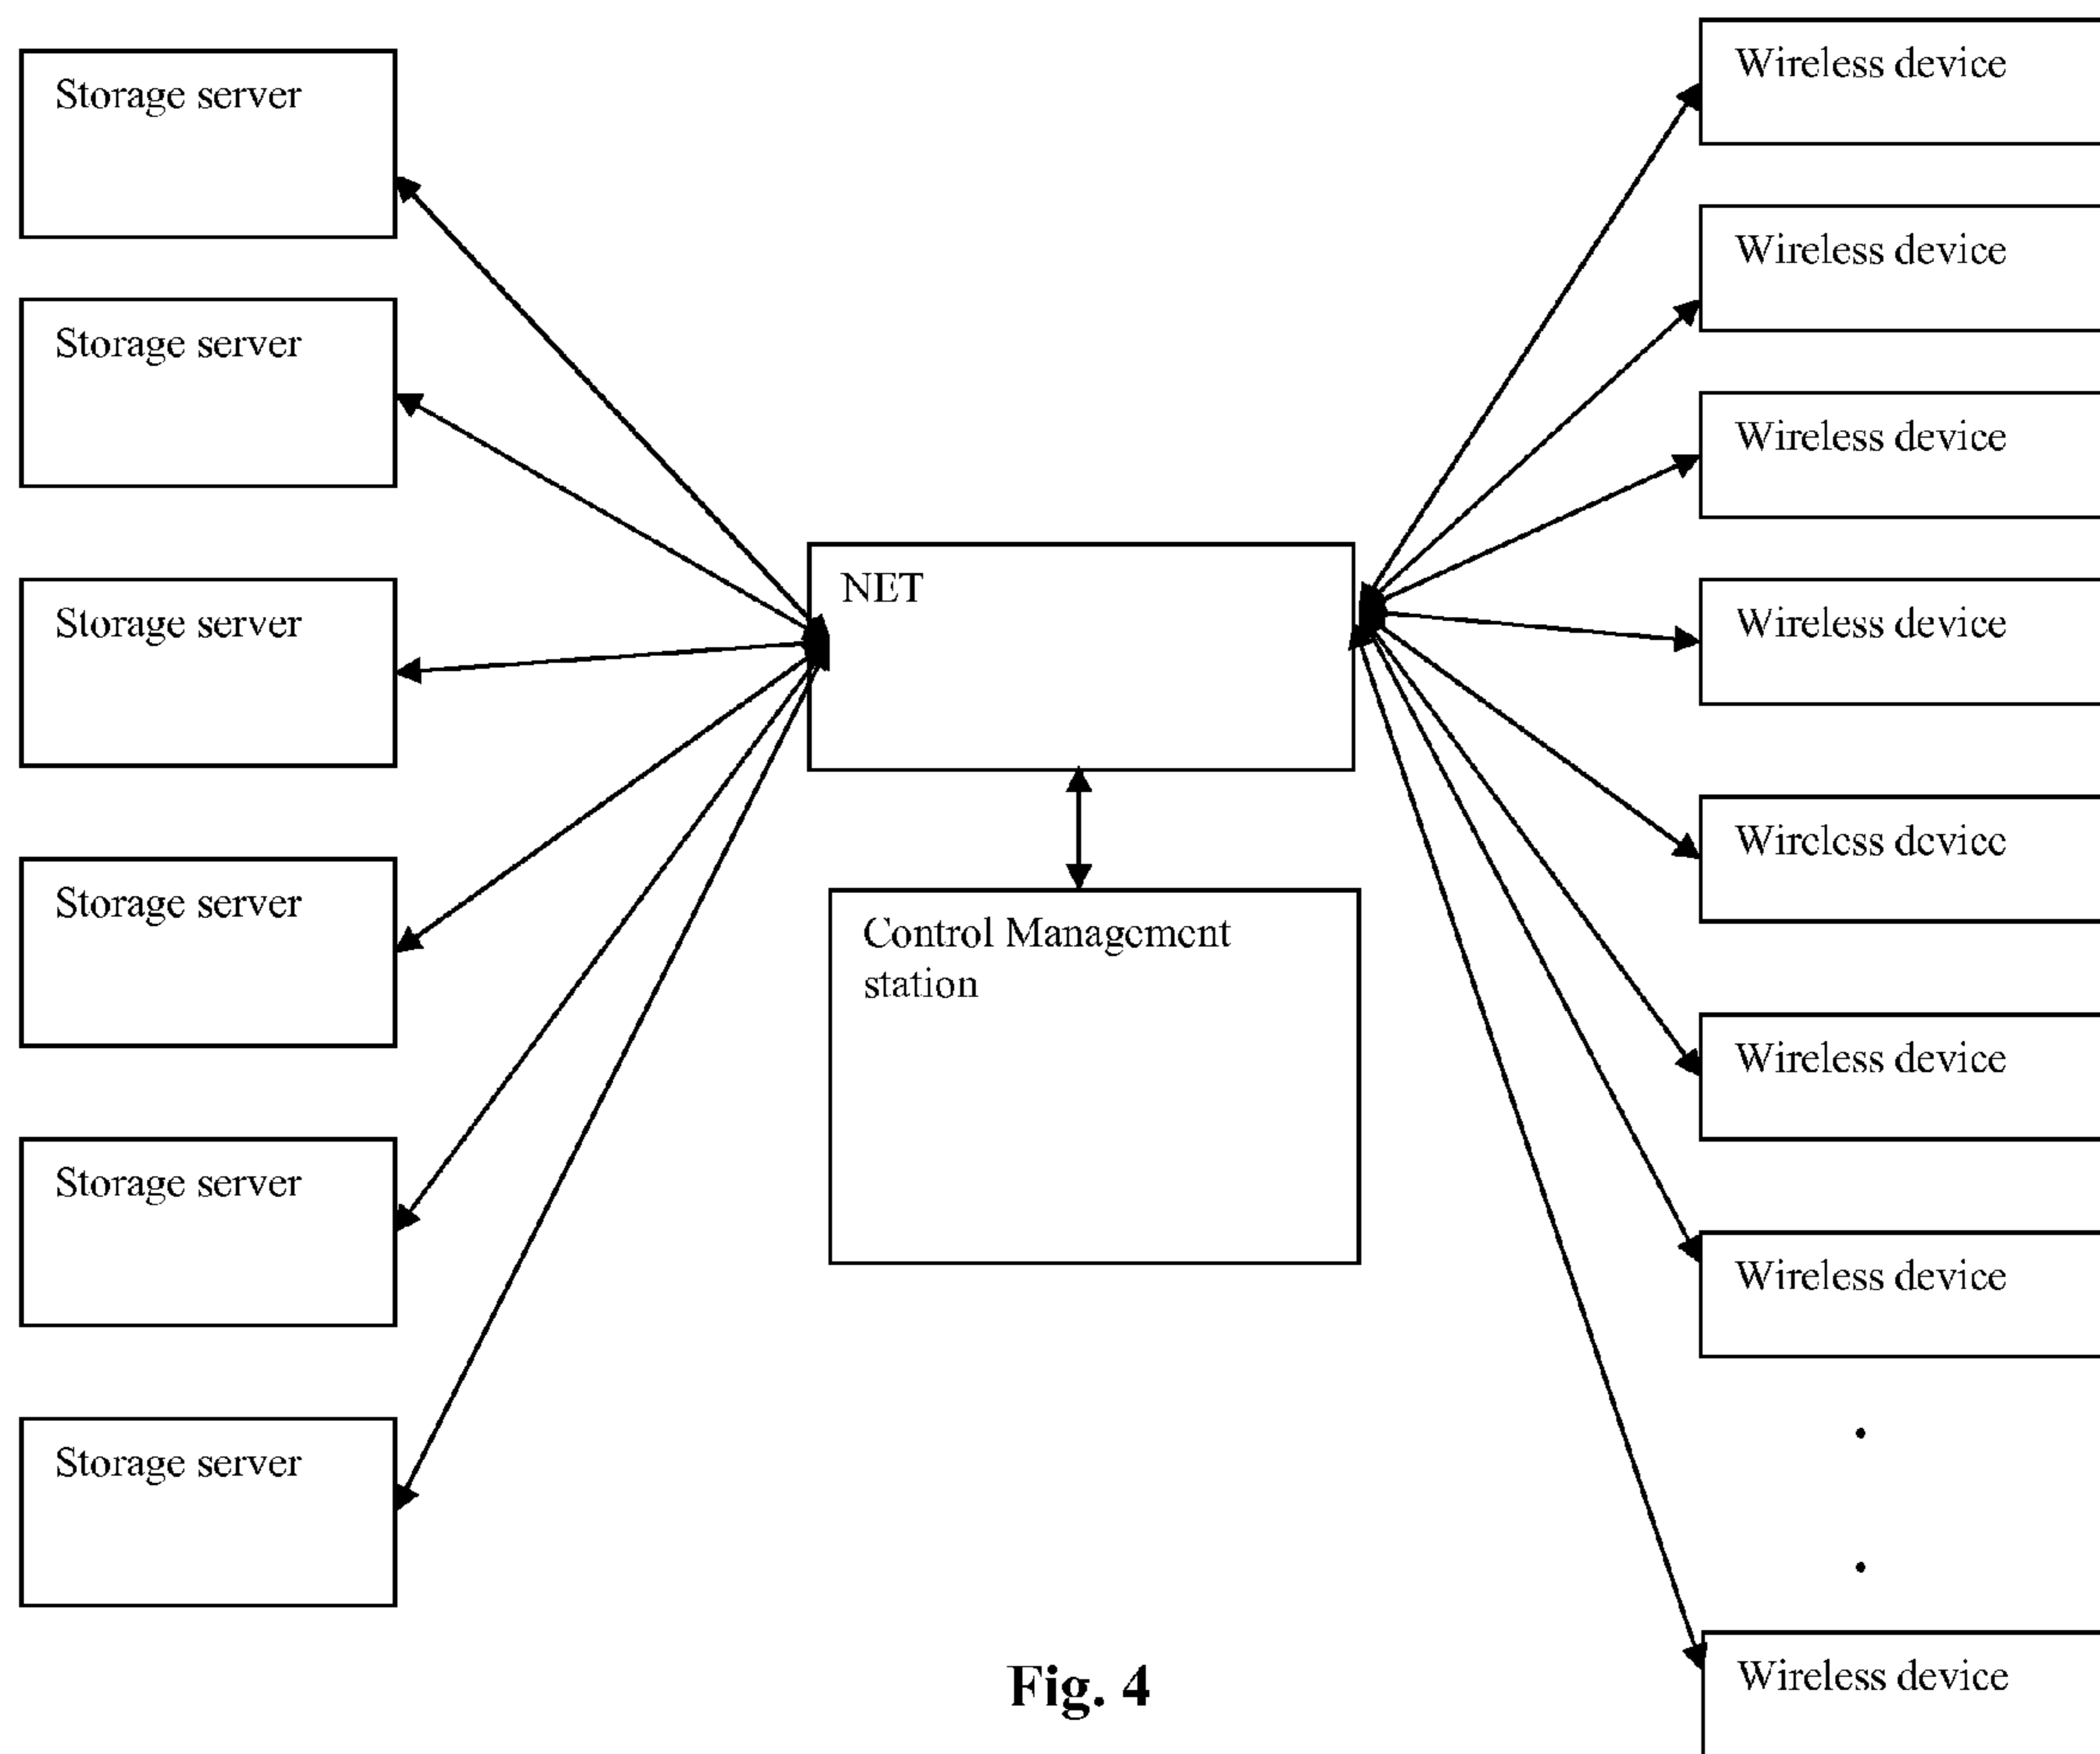 Storage server
Storage server
Storage server
Storage server
Storage server
Storage server
NET
Control Management
station
Wireless device
Wireless device
Wireless device
Wireless device
Wireless device
Wireless device
Wireless device
Wireless device
Fig. 4